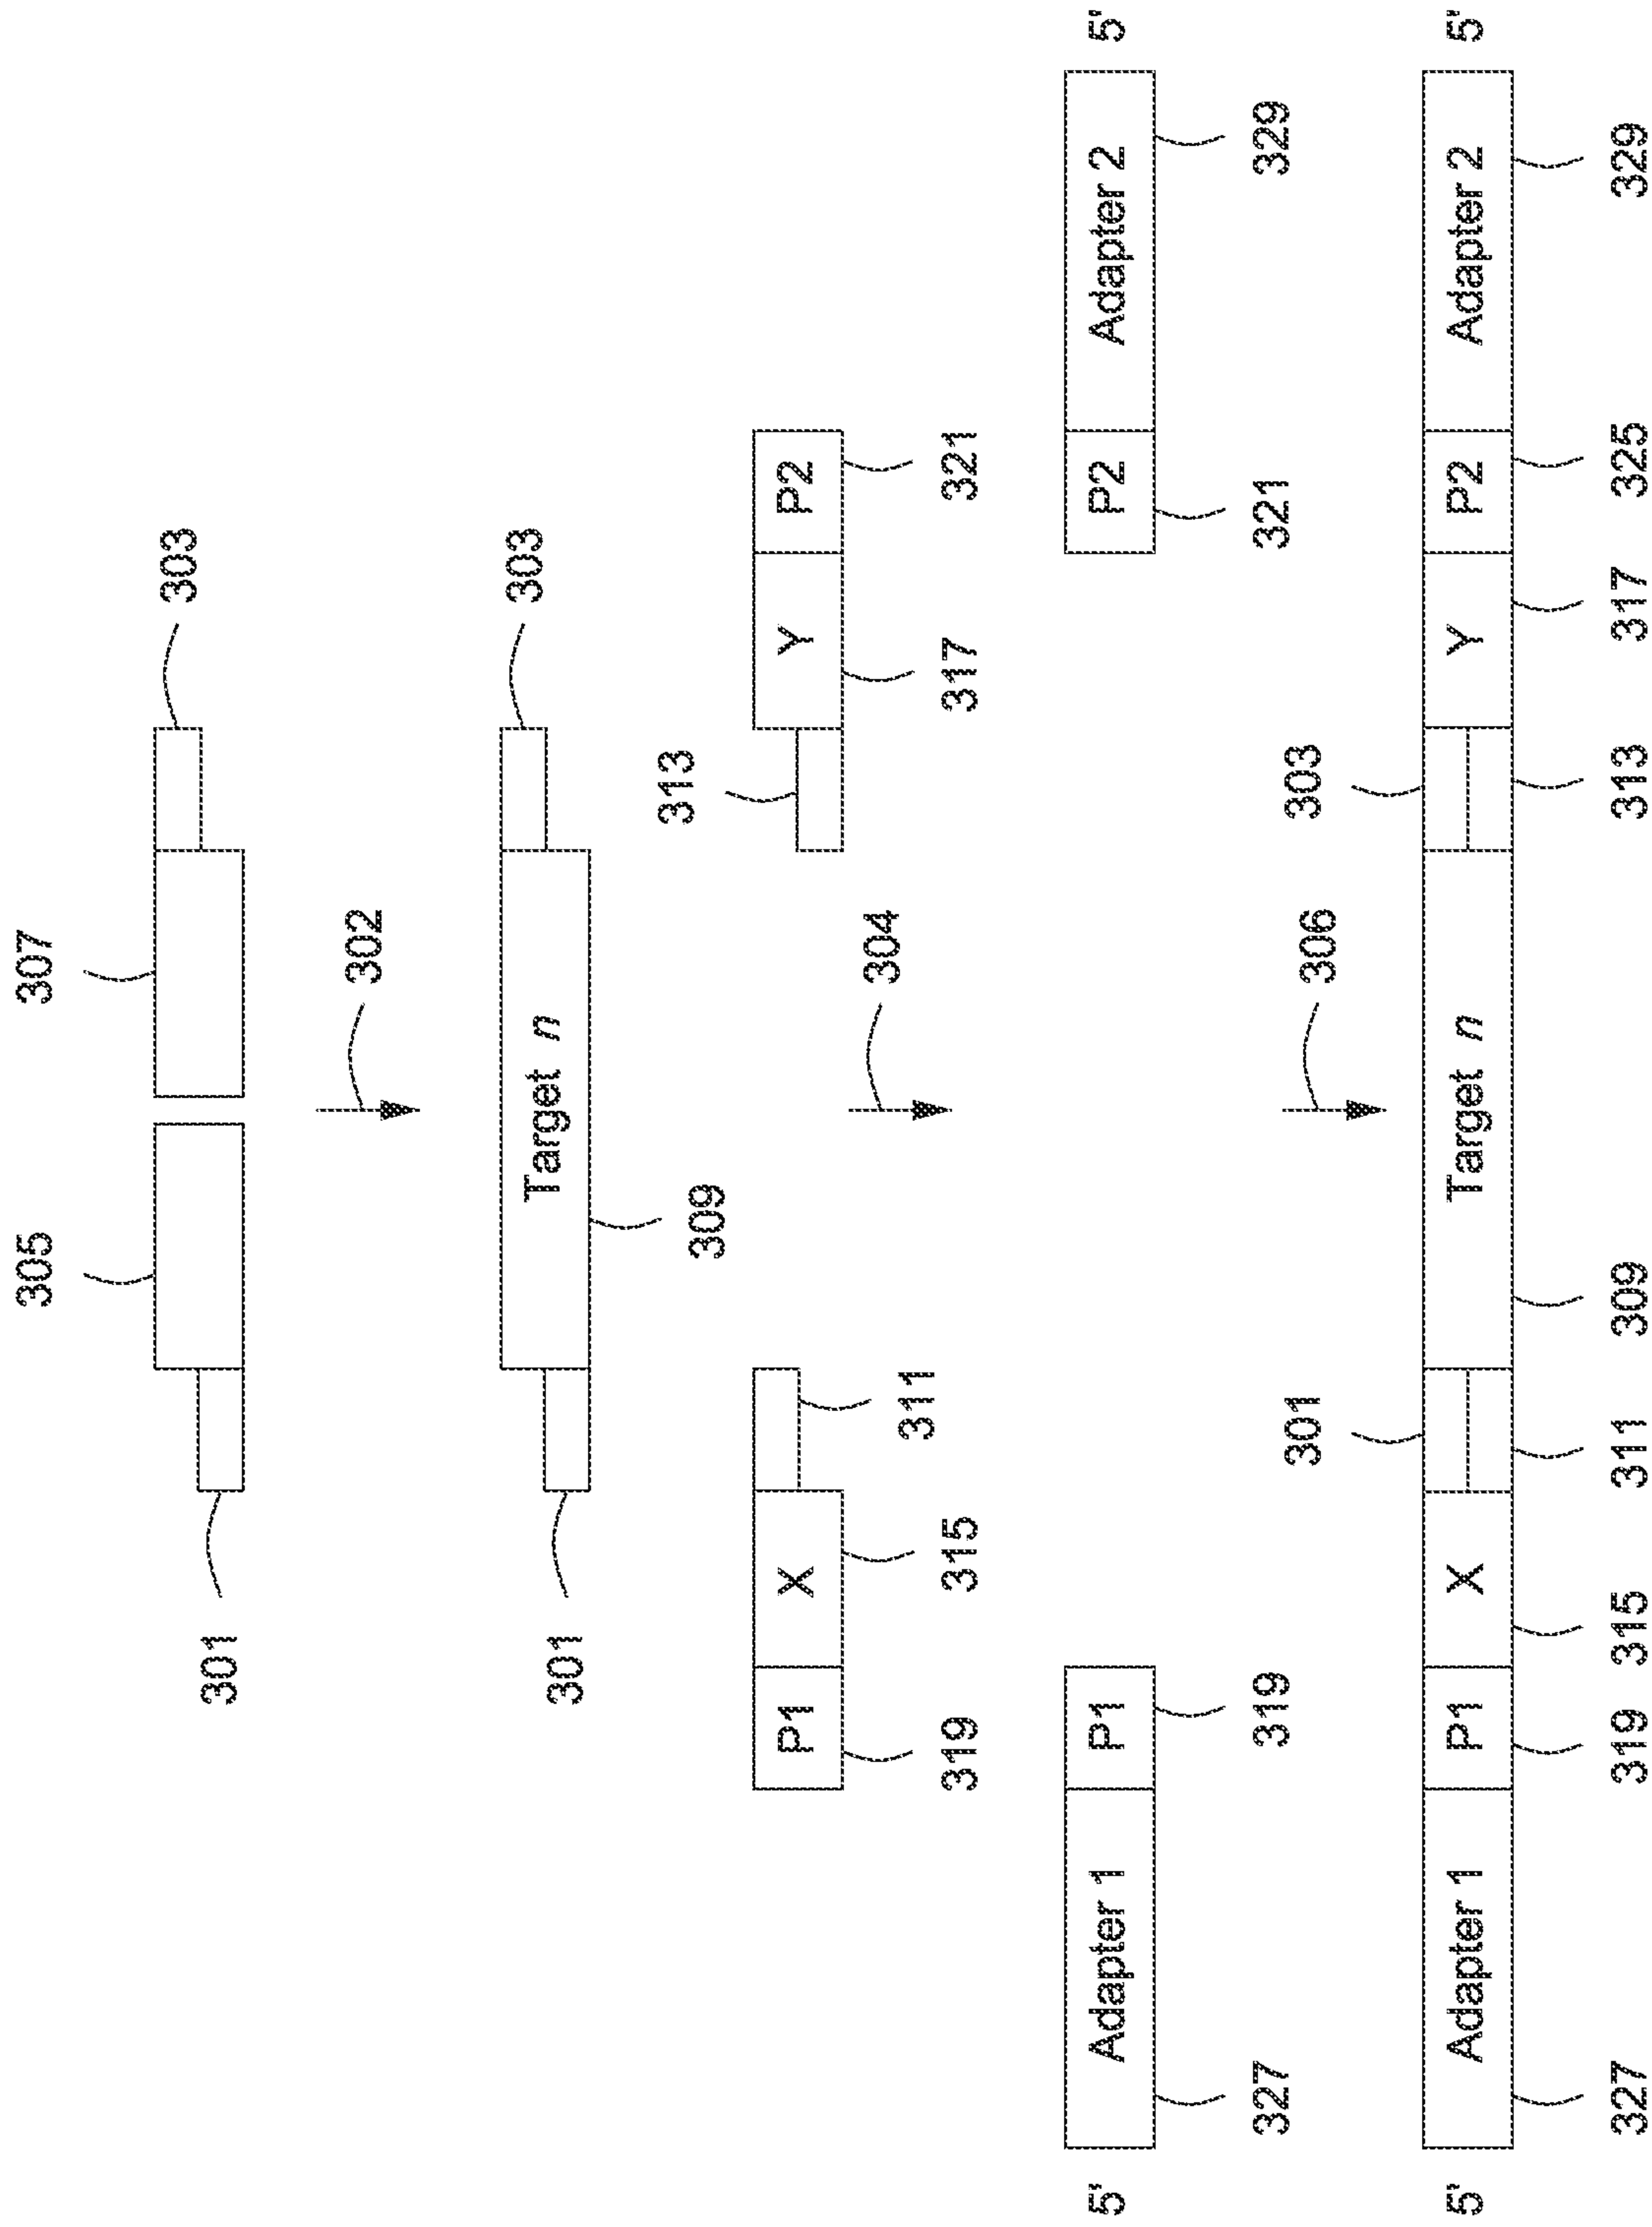 305 307
303
301
302
303
Target n
301
313
309
P1 X Y P2
304
311
319 315 317 321
5' Adapter 1 P1 P2 Adapter 2 5'
327 319 321 329
301 306 303
5' Adapter 1 P1 X Target n Y P2 Adapter 2 5'
327 319 315 311 309 313 317 325 329